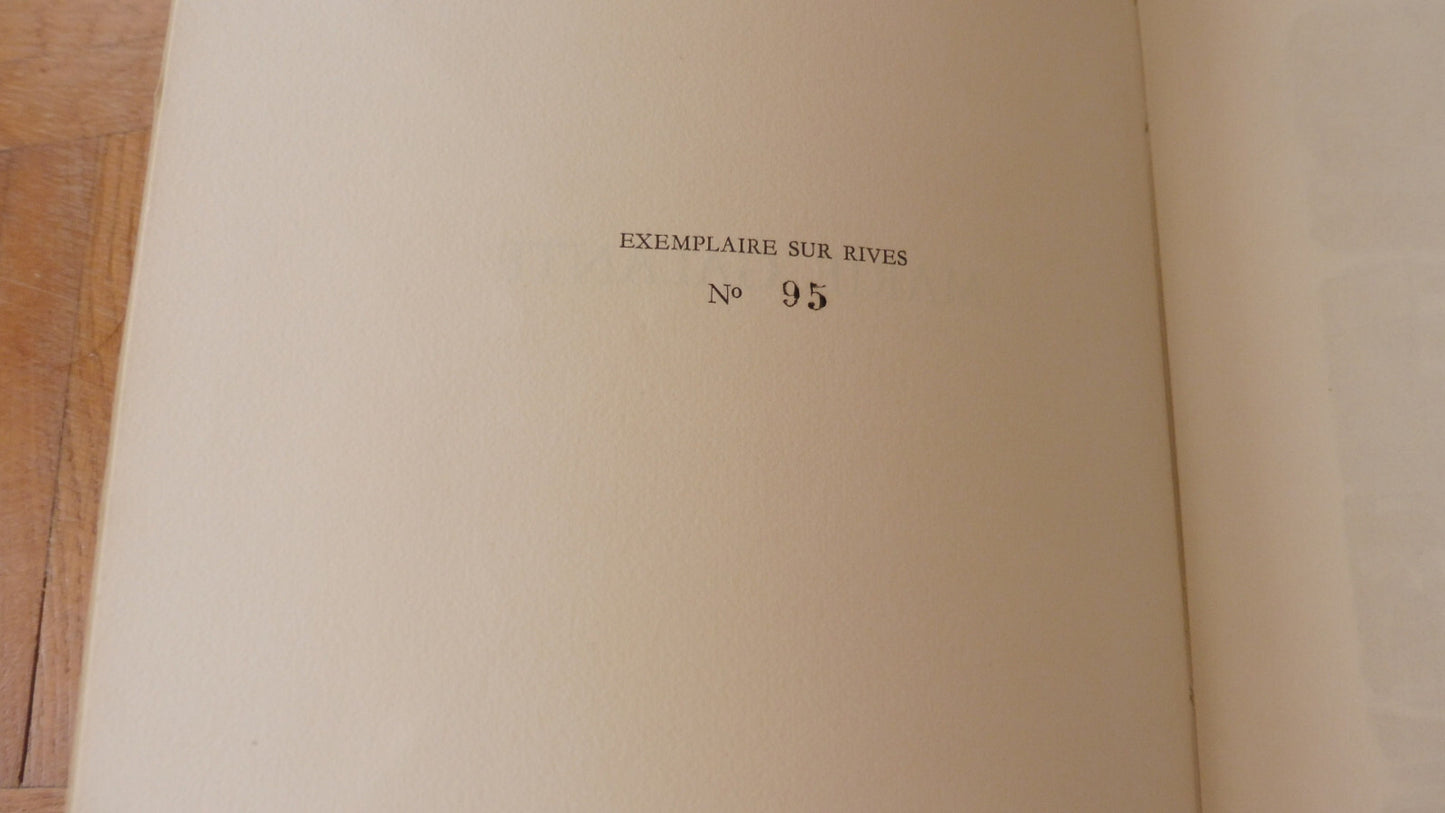 EXEMPLAIRE SUR RIVES
Nº 95